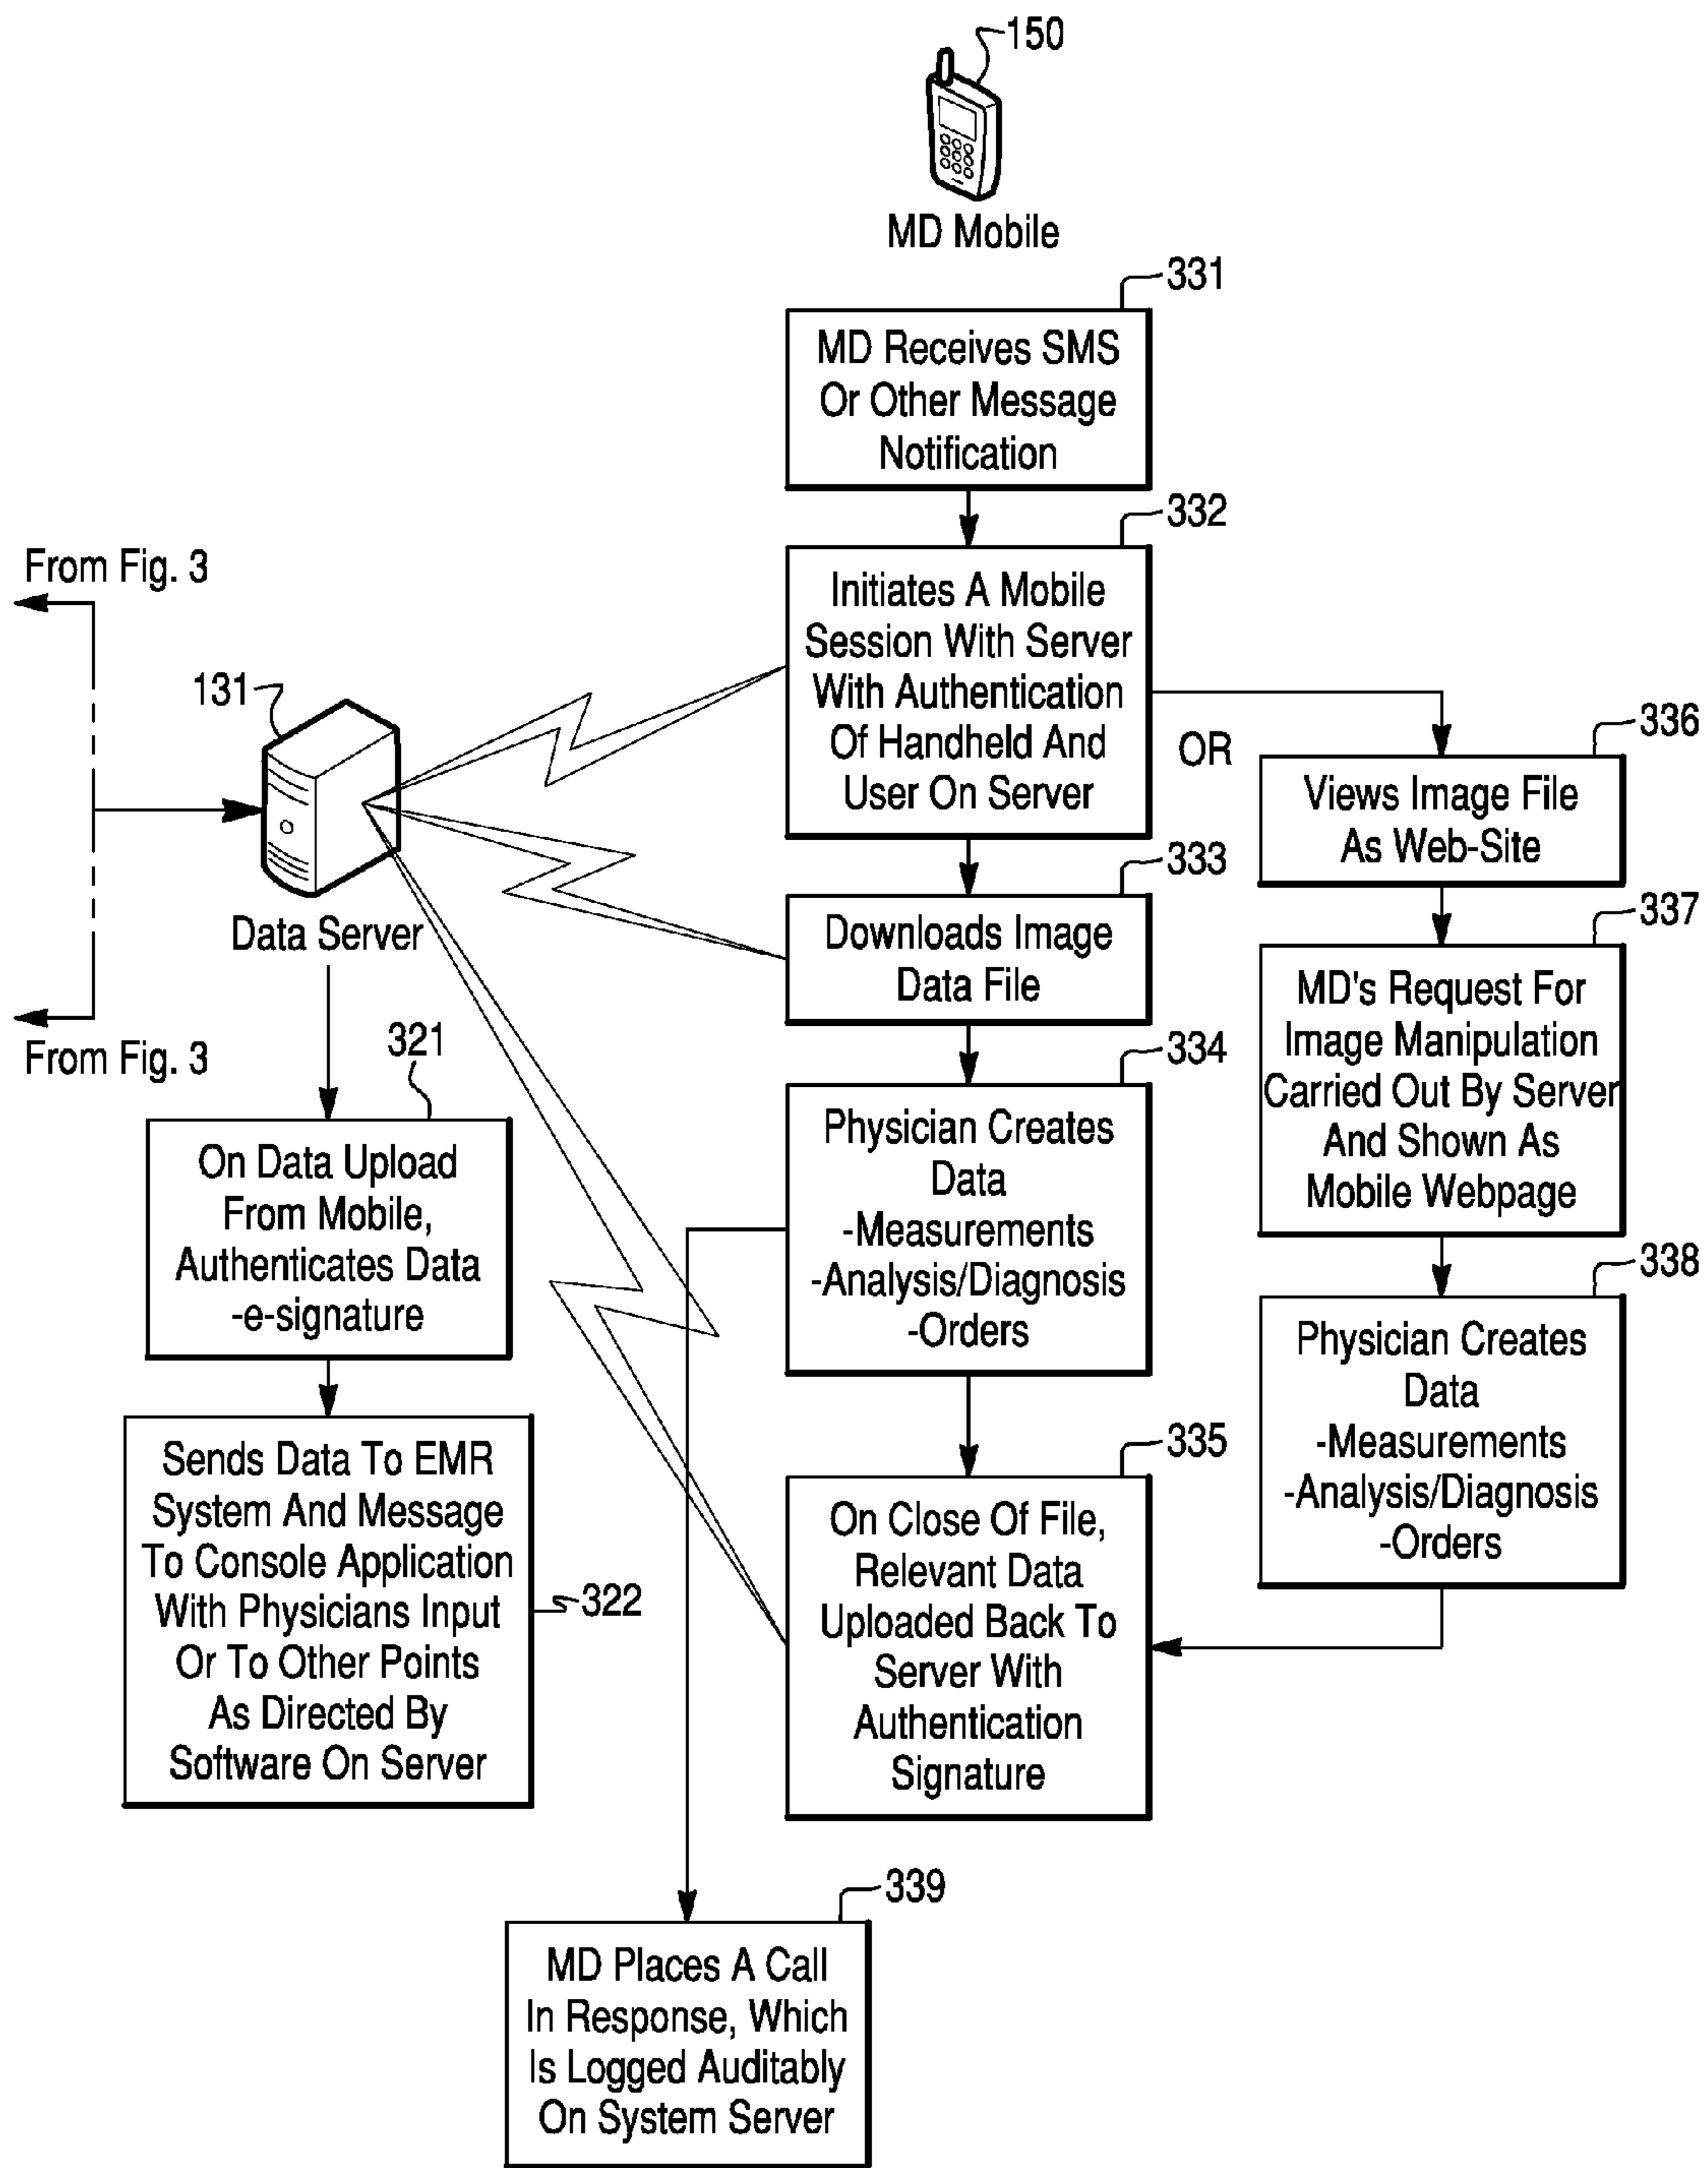 150
MD Mobile
331
MD Receives SMS
Or Other Message
Notification
332
Initiates A Mobile
Session With Server
With Authentication
Of Handheld And
User On Server
From Fig. 3
131
Data Server
From Fig. 3
OR
336
Views Image File
As Web-Site
333
Downloads Image
Data File
337
MD's Request For
Image Manipulation
Carried Out By Server
And Shown As
Mobile Webpage
321
On Data Upload
From Mobile,
Authenticates Data
-e-signature
334
Physician Creates
Data
-Measurements
-Analysis/Diagnosis
-Orders
338
Physician Creates
Data
-Measurements
-Analysis/Diagnosis
-Orders
322
Sends Data To EMR
System And Message
To Console Application
With Physicians Input
Or To Other Points
As Directed By
Software On Server
335
On Close Of File,
Relevant Data
Uploaded Back To
Server With
Authentication
Signature
339
MD Places A Call
In Response, Which
Is Logged Auditably
On System Server